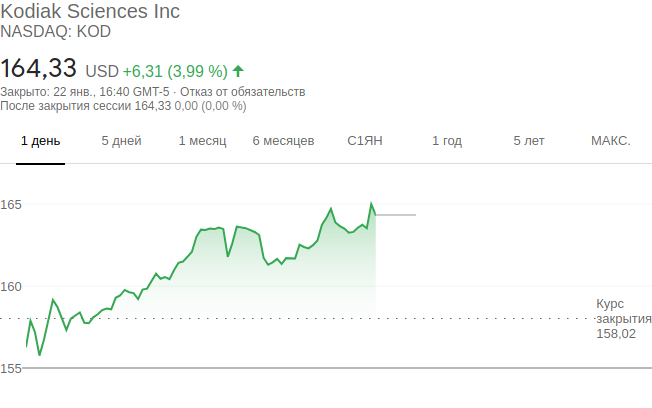 Kodiak Sciences Inc
NASDAQ: KOD
164,33 USD +6,31 (3,99 %)
Закрыто: 22 янв., 16:40 GMT-5 · Отказ от обязательств
После закрытия сессии 164,33 0,00 (0,00 %)
1 день 5 дней 1 месяц 6 месяцев С1ЯН 1 год 5 лет МАКС.
165
160
Курс
закрытия
158,02
155